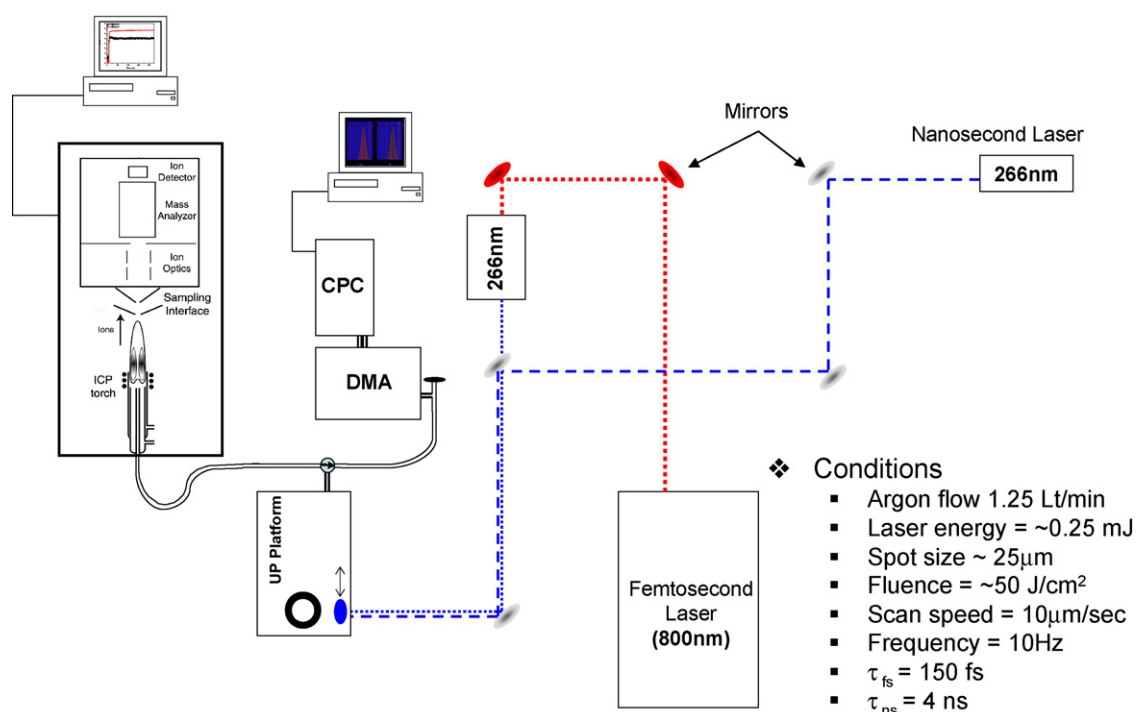 Mirrors
Nanosecond Laser
266nm
Ion
Detector
Mass
Analyzer
Ion
Optics
Sampling
Interface
Ions
ICP
torch
CPC
DMA
266nm
UP Platform
Femtosecond
Laser
(800nm)
❖ Conditions
▪ Argon flow 1.25 Lt/min
▪ Laser energy = ~0.25 mJ
▪ Spot size ~ 25μm
▪ Fluence = ~50 J/cm²
▪ Scan speed = 10μm/sec
▪ Frequency = 10Hz
▪ τ fs = 150 fs
▪ τ ns = 4 ns